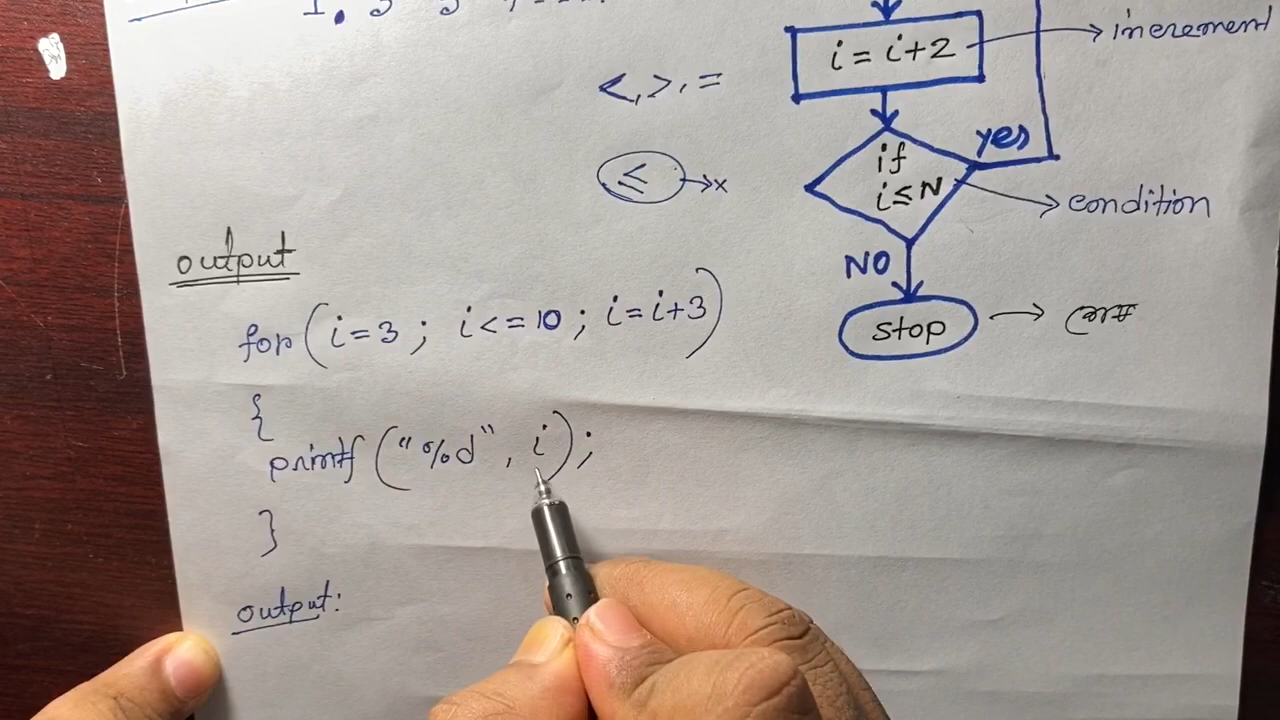 i = i+2
increment
<, >, =
yes
if
i ≤ N
≤ → x
condition
output
NO
for (i=3; i<=10; i=i+3)
stop
শেষ
{
printf ("%d", i);
}
output: